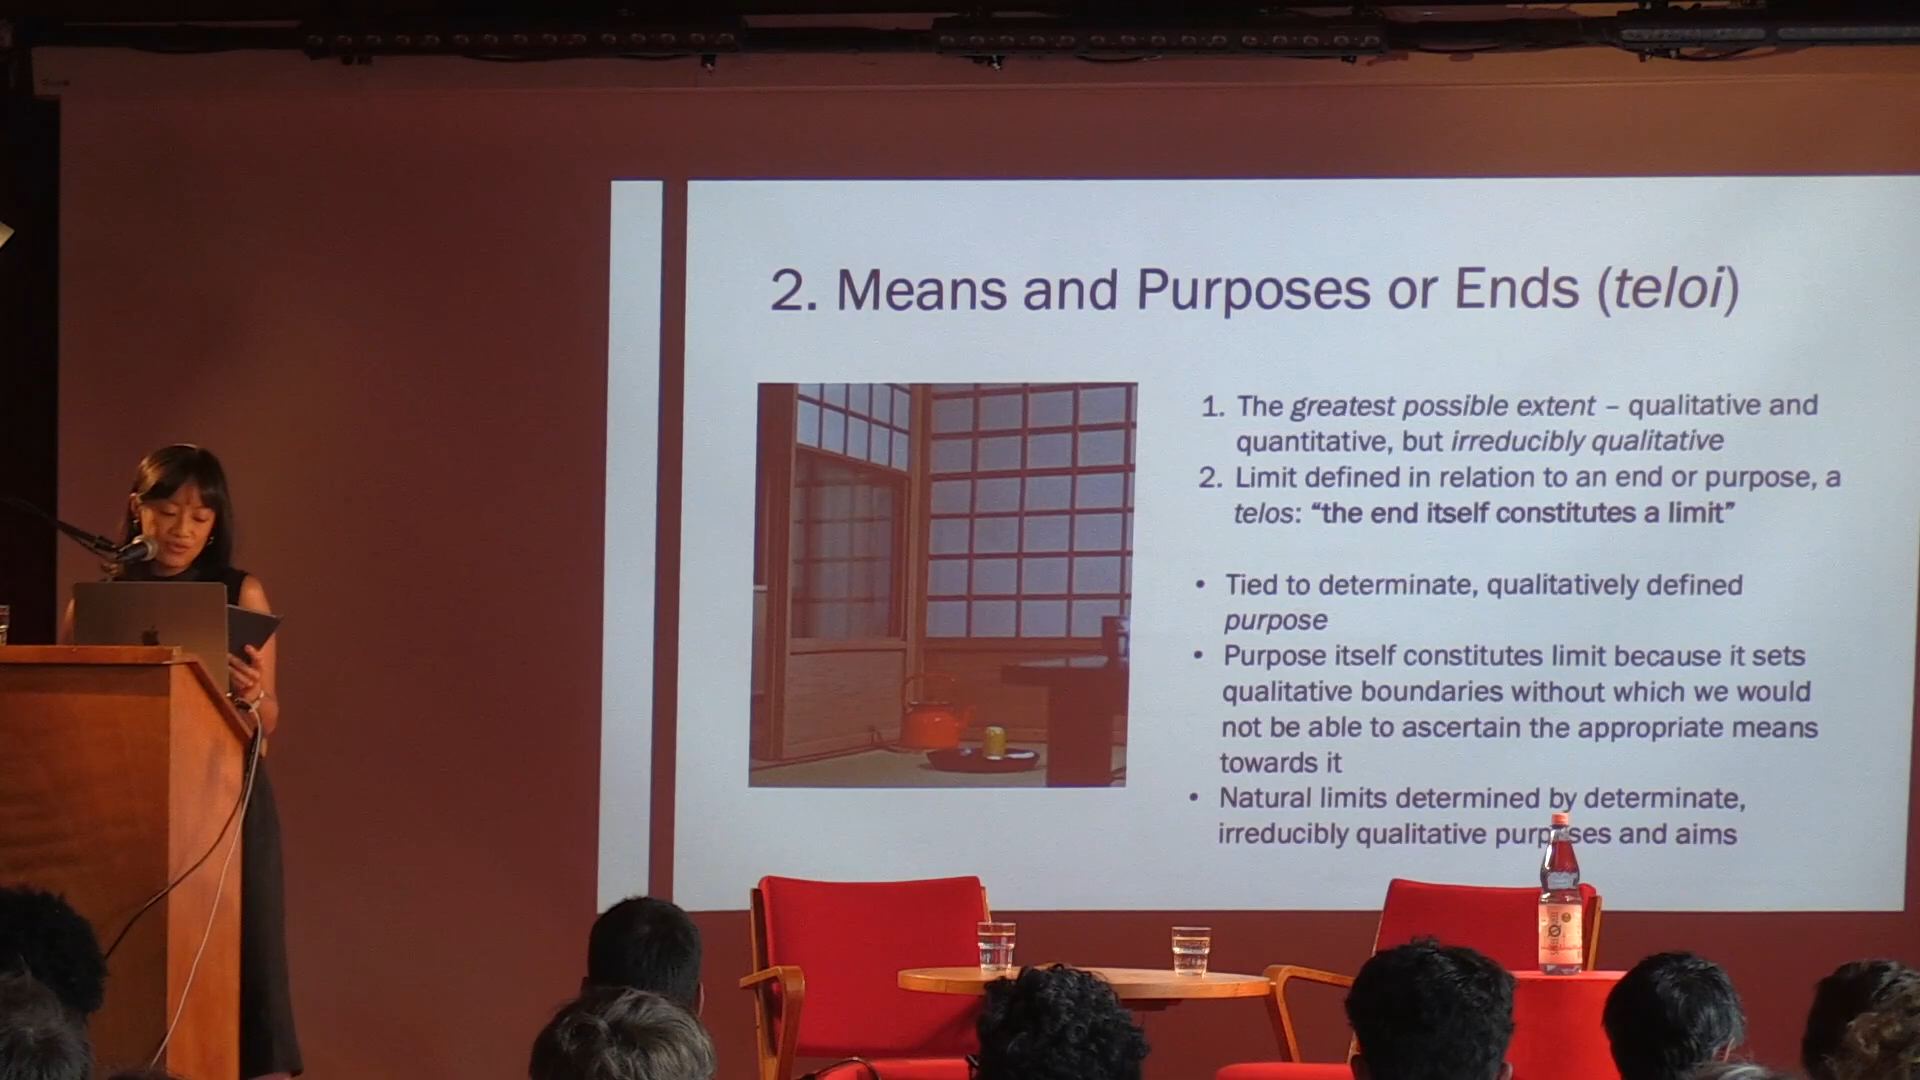 2. Means and Purposes or Ends (teloi)
1. The greatest possible extent – qualitative and
quantitative, but irreducibly qualitative
2. Limit defined in relation to an end or purpose, a
telos: “the end itself constitutes a limit”
• Tied to determinate, qualitatively defined
purpose
• Purpose itself constitutes limit because it sets
qualitative boundaries without which we would
not be able to ascertain the appropriate means
towards it
• Natural limits determined by determinate,
irreducibly qualitative purposes and aims